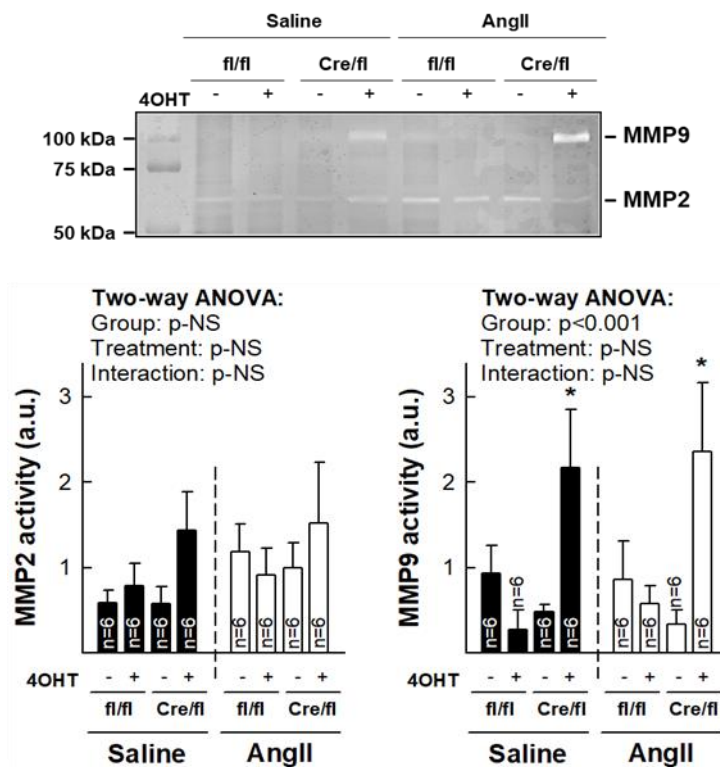 Saline AngII
fl/fl Cre/fl fl/fl Cre/fl
4OHT - + - + - + - +
100 kDa MMP9
75 kDa
MMP2
50 kDa
Two-way ANOVA:
Group: p-NS
Treatment: p-NS
Interaction: p-NS
MMP2 activity (a.u.)
3
2
1
n=6 n=6 n=6 n=6 n=6 n=6 n=6 n=6
4OHT - + - + - + - +
fl/fl Cre/fl fl/fl Cre/fl
Saline AngII
Two-way ANOVA:
Group: p<0.001
Treatment: p-NS
Interaction: p-NS
MMP9 activity (a.u.)
3
2
1
* *
n=6 n=6 n=6 n=6 n=6 n=6 n=6 n=6
4OHT - + - + - + - +
fl/fl Cre/fl fl/fl Cre/fl
Saline AngII